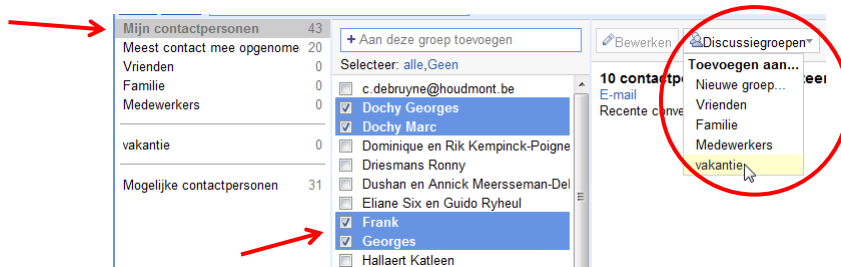 Mijn contactpersonen 43
Meest contact mee opgenome 20
Vrienden 0
Familie 0
Medewerkers 0
vakantie 0
Mogelijke contactpersonen 31
+ Aan deze groep toevoegen
Selecteer: alle,Geen
c.debruyne@houdmont.be
Dochy Georges
Dochy Marc
Dominique en Rik Kempinck-Poigne
Driesmans Ronny
Dushan en Annick Meersseman-Del
Eliane Six en Guido Ryheul
Frank
Georges
Hallaert Katleen
Bewerken Discussiegroepen
10 contactpe
E-mail
Recente conve
Toevoegen aan...
Nieuwe groep...
Vrienden
Familie
Medewerkers
vakantie